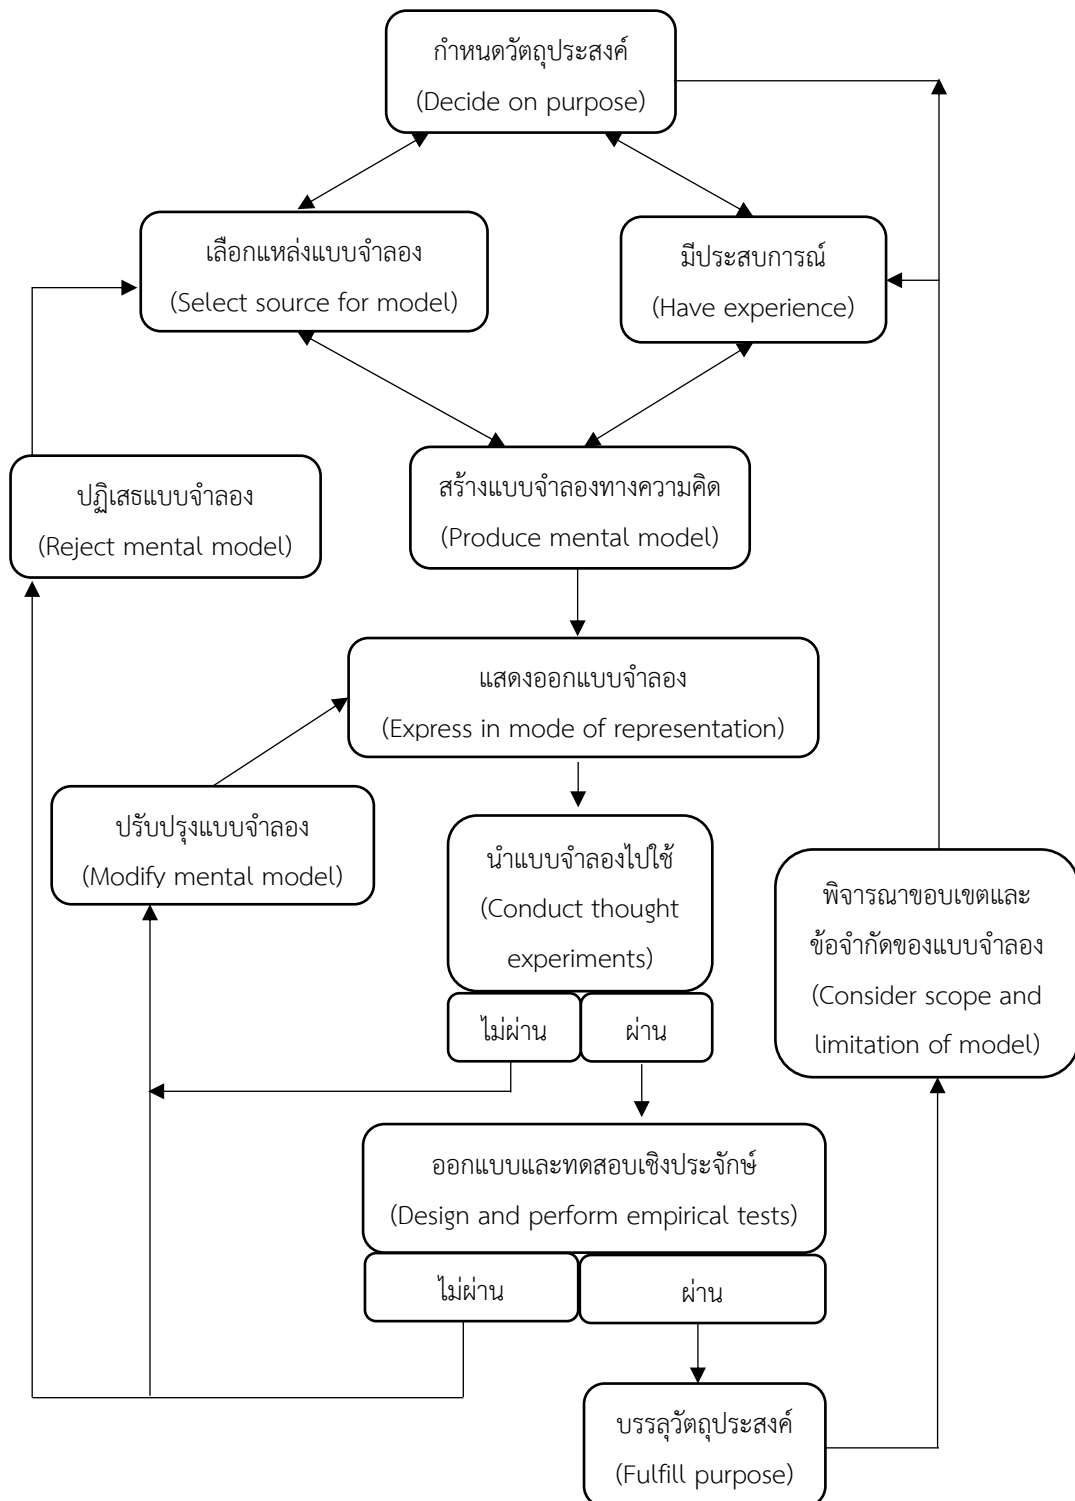 กำหนดวัตถุประสงค์
(Decide on purpose)
เลือกแหล่งแบบจำลอง
(Select source for model)
มีประสบการณ์
(Have experience)
ปฏิเสธแบบจำลอง
(Reject mental model)
สร้างแบบจำลองทางความคิด
(Produce mental model)
แสดงออกแบบจำลอง
(Express in mode of representation)
ปรับปรุงแบบจำลอง
(Modify mental model)
นำแบบจำลองไปใช้
(Conduct thought
experiments)
ไม่ผ่าน
ผ่าน
พิจารณาขอบเขตและ
ข้อจำกัดของแบบจำลอง
(Consider scope and
limitation of model)
ออกแบบและทดสอบเชิงประจักษ์
(Design and perform empirical tests)
ไม่ผ่าน
ผ่าน
บรรลุวัตถุประสงค์
(Fulfill purpose)